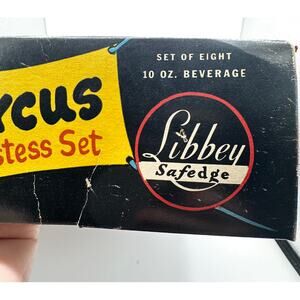 rcus
stess Set
SET OF EIGHT
10 OZ. BEVERAGE
Libbey
Safedge